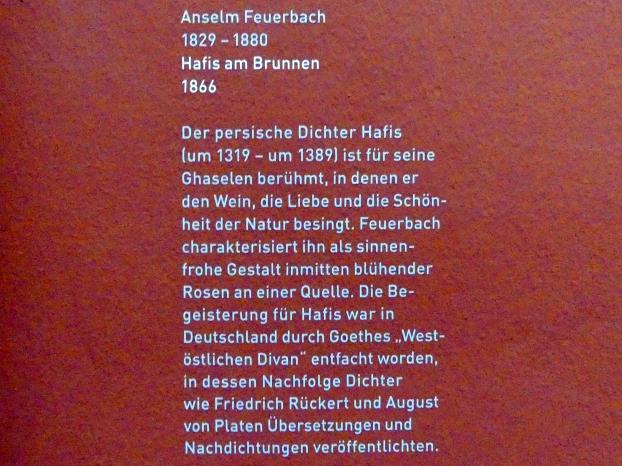 Anselm Feuerbach
1829 – 1880
Hafis am Brunnen
1866
Der persische Dichter Hafis
(um 1319 – um 1389) ist für seine
Ghaselen berühmt, in denen er
den Wein, die Liebe und die Schön-
heit der Natur besingt. Feuerbach
charakterisiert ihn als sinnen-
frohe Gestalt inmitten blühender
Rosen an einer Quelle. Die Be-
geisterung für Hafis war in
Deutschland durch Goethes „West-
östlichen Divan“ entfacht worden,
in dessen Nachfolge Dichter
wie Friedrich Rückert und August
von Platen Übersetzungen und
Nachdichtungen veröffentlichten.